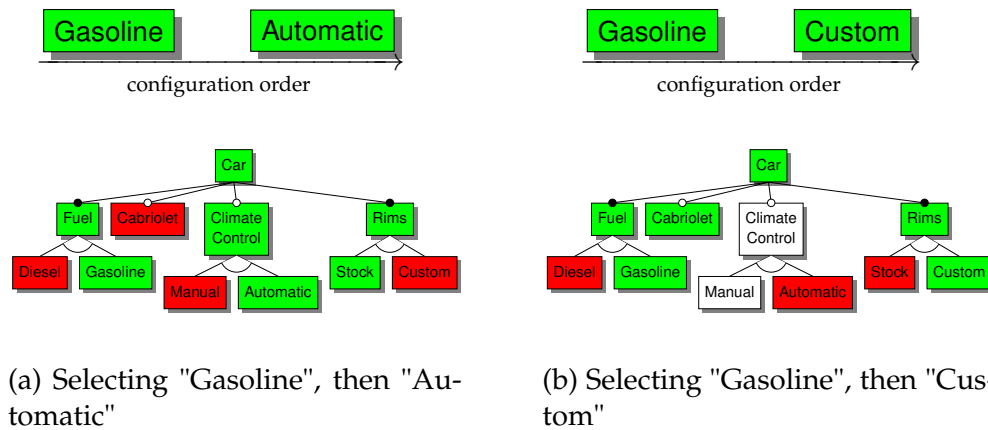 Gasoline
Automatic
configuration order
Car
Fuel
Cabriolet
Climate
Control
Rims
Diesel
Gasoline
Manual
Automatic
Stock
Custom
(a) Selecting "Gasoline", then "Au-
tomatic"
Gasoline
Custom
configuration order
Car
Fuel
Cabriolet
Climate
Control
Rims
Diesel
Gasoline
Manual
Automatic
Stock
Custom
(b) Selecting "Gasoline", then "Cus-
tom"